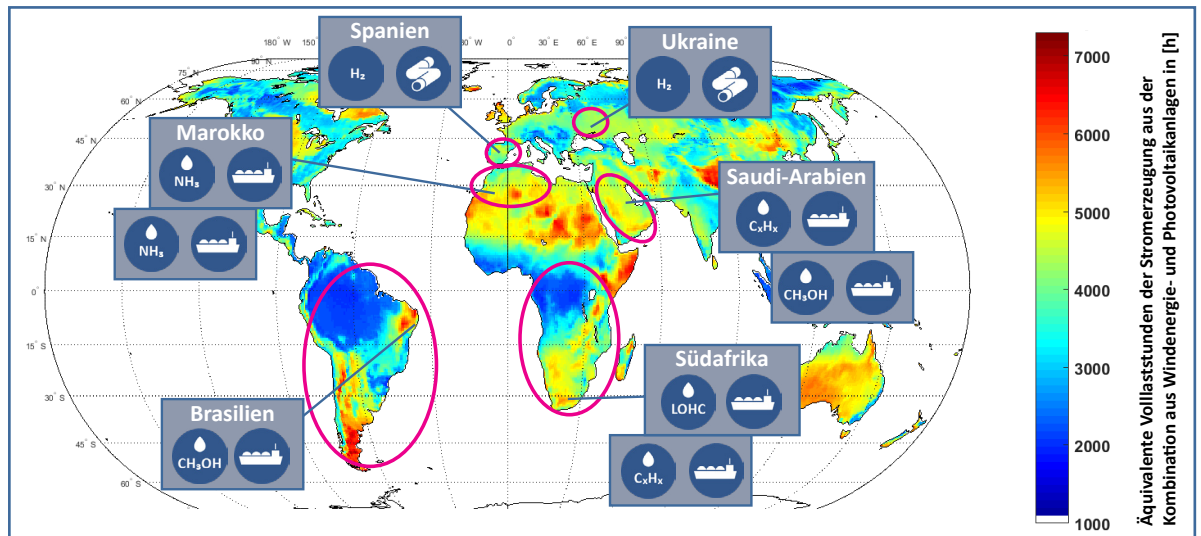 Spanien
H₂
Ukraine
H₂
Marokko
NH₃
NH₃
Saudi-Arabien
CₓHₓ
CH₃OH
Südafrika
LOHC
CₓHₓ
Brasilien
CH₃OH
180° W
150
30° W
0°
30° E
60° E
90
75° N
60° N
45° N
30° N
15° N
0°
15° S
30° S
45° S
60° S
7000
6000
5000
4000
3000
2000
1000
Äquivalente Volllaststunden der Stromerzeugung aus der
Kombination aus Windenergie- und Photovoltaikanlagen in [h]